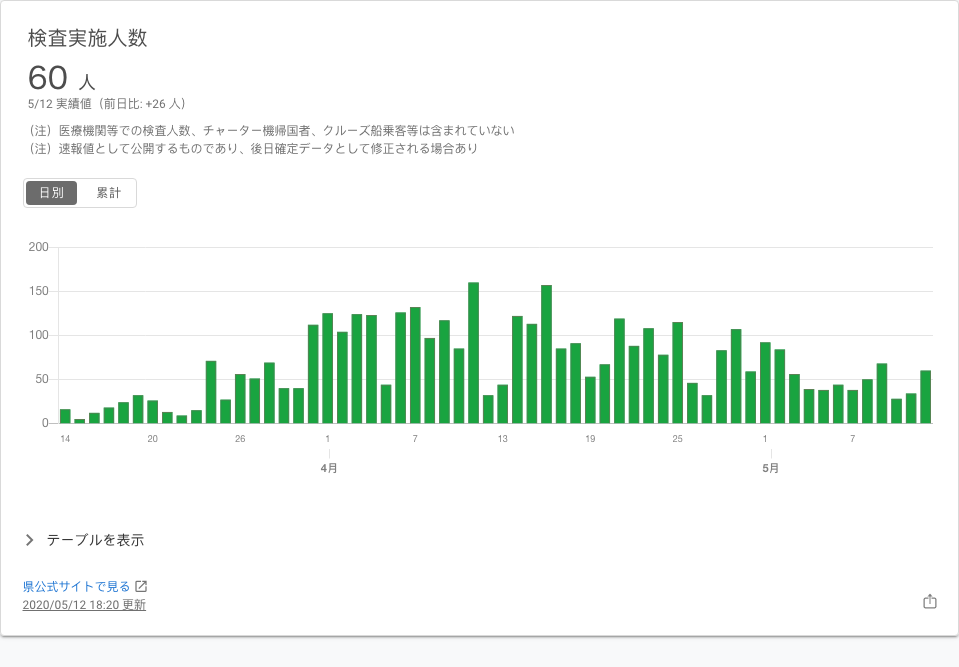 検査実施人数
60 人
5/12 実績値（前日比: +26 人）
（注）医療機関等での検査人数、チャーター機帰国者、クルーズ船乗客等は含まれていない
（注）速報値として公開するものであり、後日確定データとして修正される場合あり
日別 累計
200
150
100
50
0
14 20 26 1 7 13 19 25 1 7
4月 5月
テーブルを表示
県公式サイトで見る
2020/05/12 18:20 更新